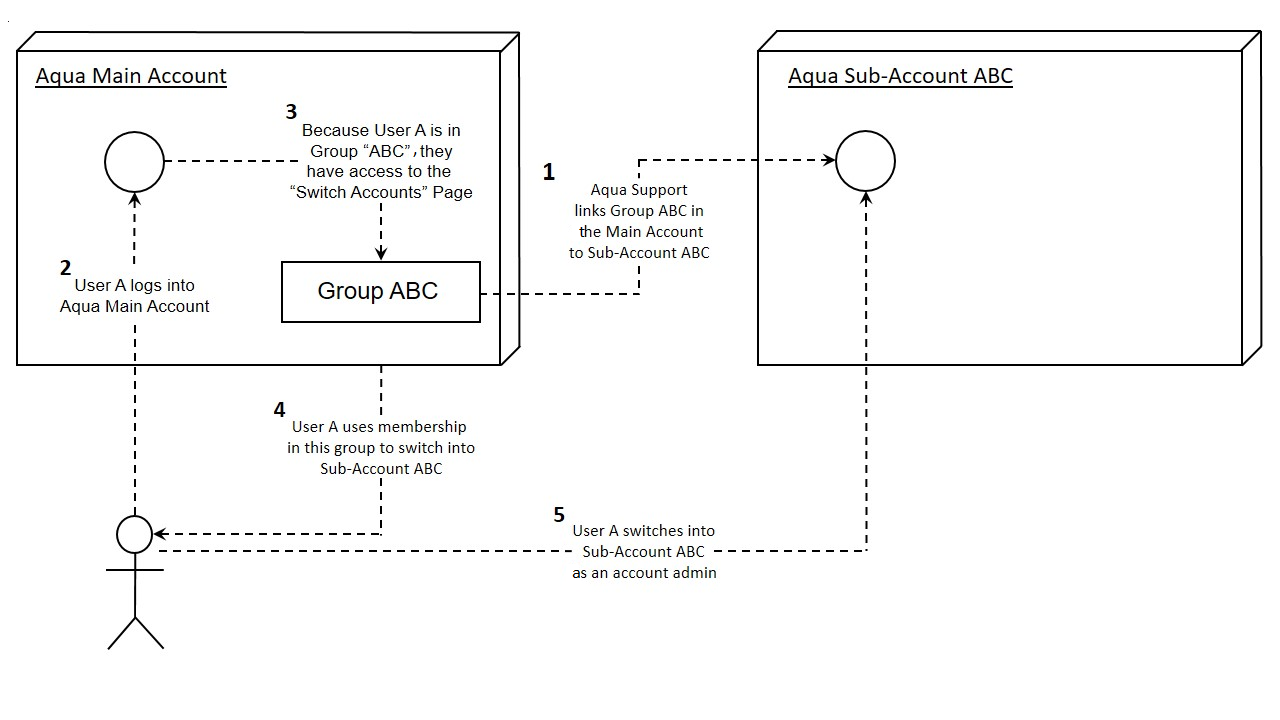 Aqua Main Account
3
Because User A is in
Group “ABC”, they
have access to the
“Switch Accounts” Page
2
User A logs into
Aqua Main Account
Group ABC
1
Aqua Support
links Group ABC in
the Main Account
to Sub-Account ABC
Aqua Sub-Account ABC
4
User A uses membership
in this group to switch into
Sub-Account ABC
5
User A switches into
Sub-Account ABC
as an account admin